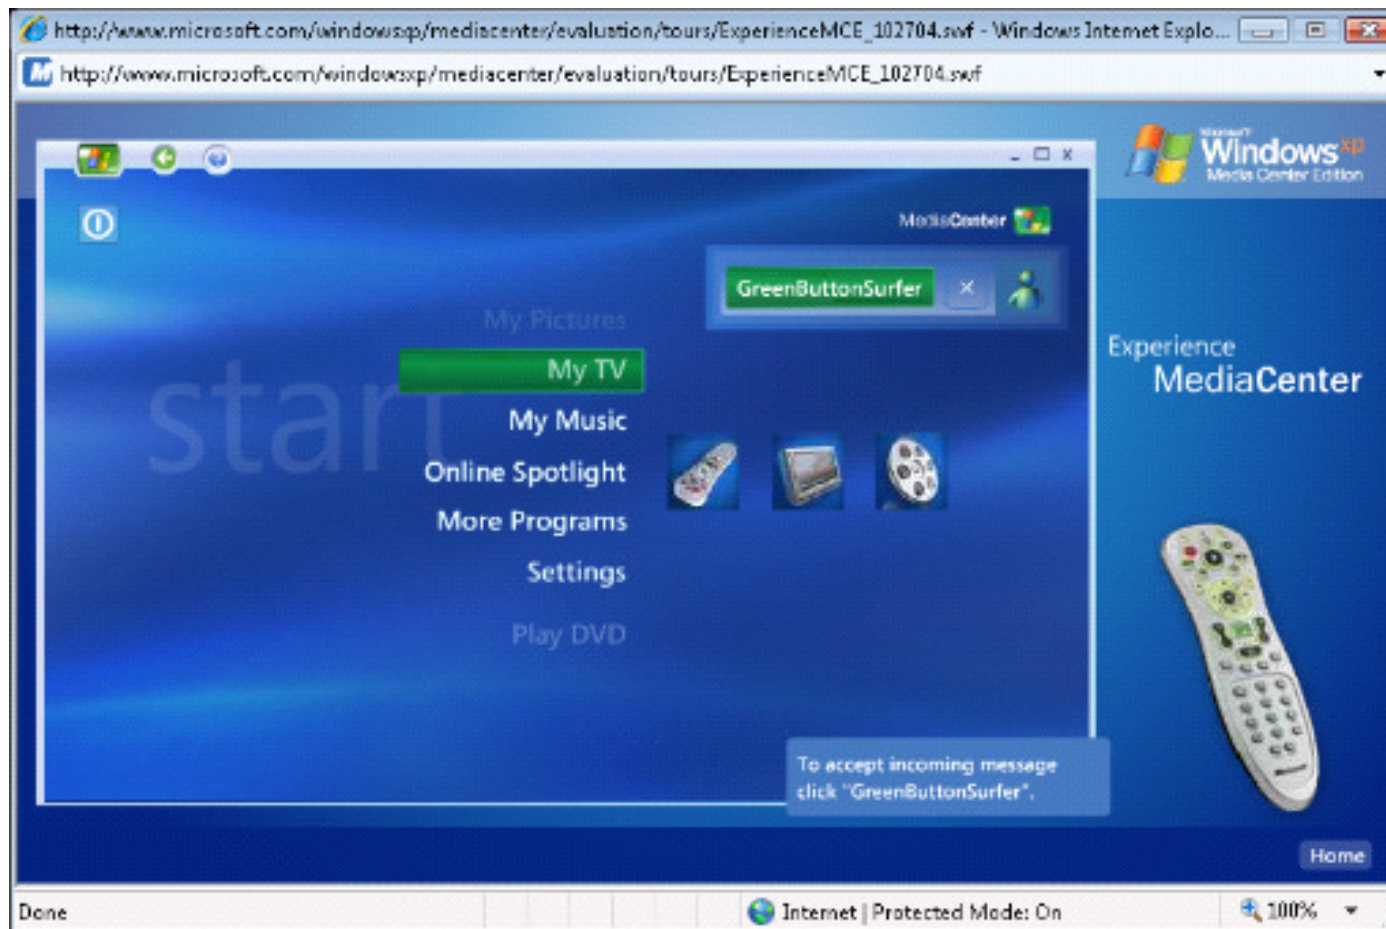 http://www.microsoft.com/windowsxp/mediacenter/evaluation/tours/ExperienceMCE_102704.swf - Windows Internet Explo...
http://www.microsoft.com/windowsxp/mediacenter/evaluation/tours/ExperienceMCE_102704.swf
Microsoft
Windows xp
Media Center Edition
MediaCenter
GreenButtonSurfer
My Pictures
start
My TV
My Music
Online Spotlight
More Programs
Settings
Play DVD
Experience
MediaCenter
To accept incoming message
click "GreenButtonSurfer".
Home
Done
Internet | Protected Mode: On
100%